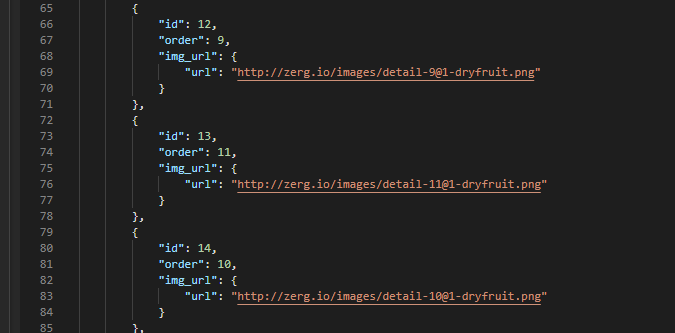 65 {
66 "id": 12,
67 "order": 9,
68 "img_url": {
69 "url": "http://zerg.io/images/detail-9@1-dryfruit.png"
70 }
71 },
72 {
73 "id": 13,
74 "order": 11,
75 "img_url": {
76 "url": "http://zerg.io/images/detail-11@1-dryfruit.png"
77 }
78 },
79 {
80 "id": 14,
81 "order": 10,
82 "img_url": {
83 "url": "http://zerg.io/images/detail-10@1-dryfruit.png"
84 }
85 },